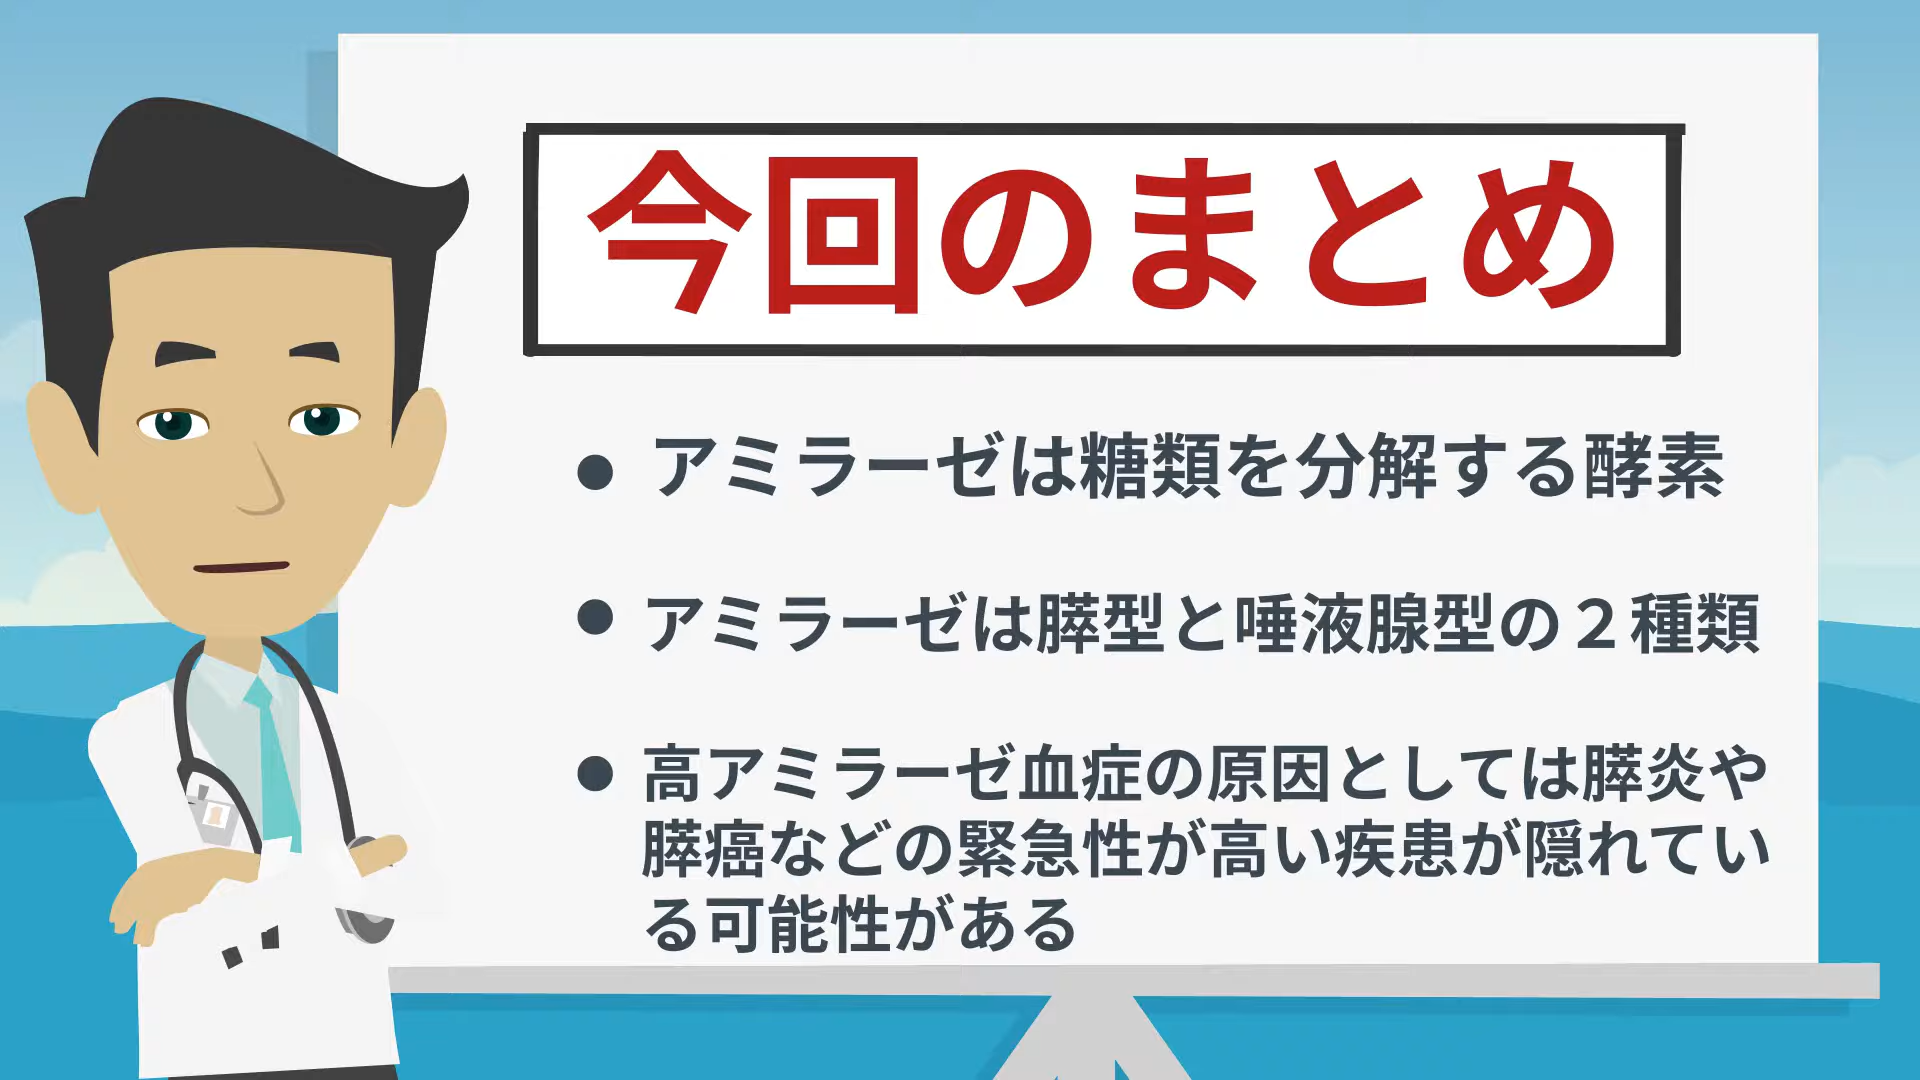 今回のまとめ
● アミラーゼは糖類を分解する酵素
● アミラーゼは膵型と唾液腺型の２種類
● 高アミラーゼ血症の原因としては膵炎や
膵癌などの緊急性が高い疾患が隠れてい
る可能性がある